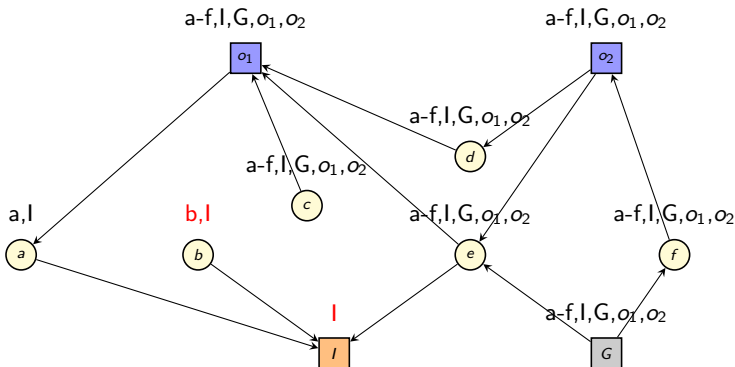 a-f,I,G,o₁,o₂
a-f,I,G,o₁,o₂
o₁
o₂
a-f,I,G,o₁,o₂
d
a-f,I,G,o₁,o₂
c
a,I
b,I
a-f,I,G,o₁,o₂
a-f,I,G,o₁,o₂
a
b
e
f
I
a-f,I,G,o₁,o₂
I
G